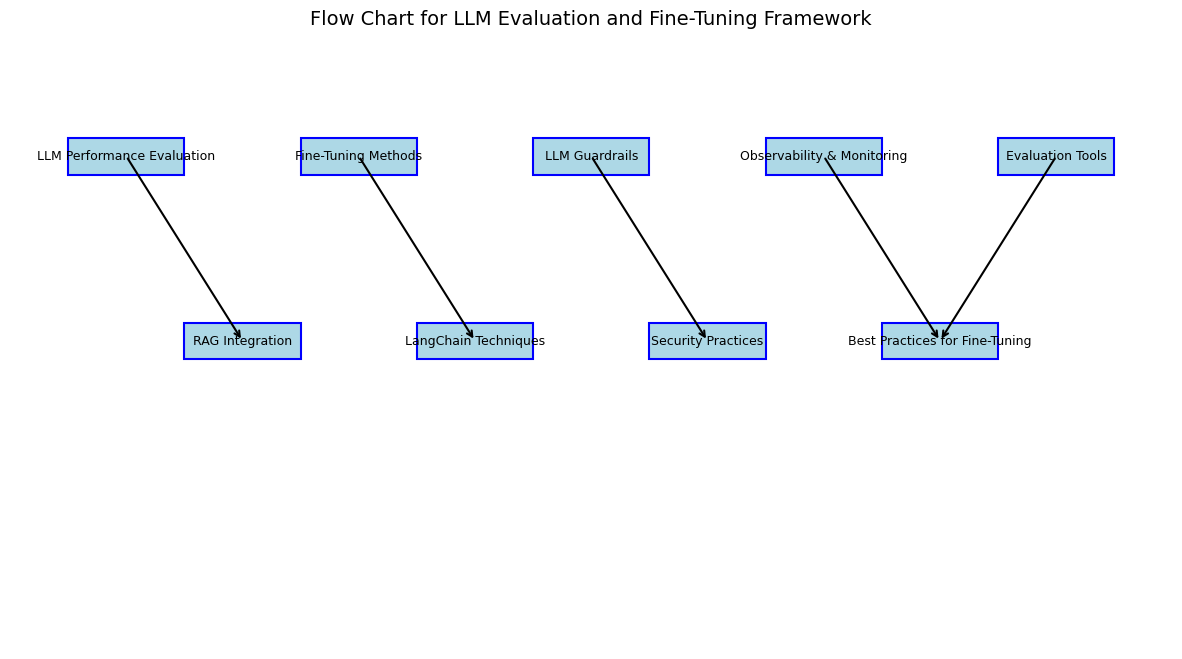 Flow Chart for LLM Evaluation and Fine-Tuning Framework
LLM Performance Evaluation
Fine-Tuning Methods
LLM Guardrails
Observability & Monitoring
Evaluation Tools
RAG Integration
LangChain Techniques
Security Practices
Best Practices for Fine-Tuning